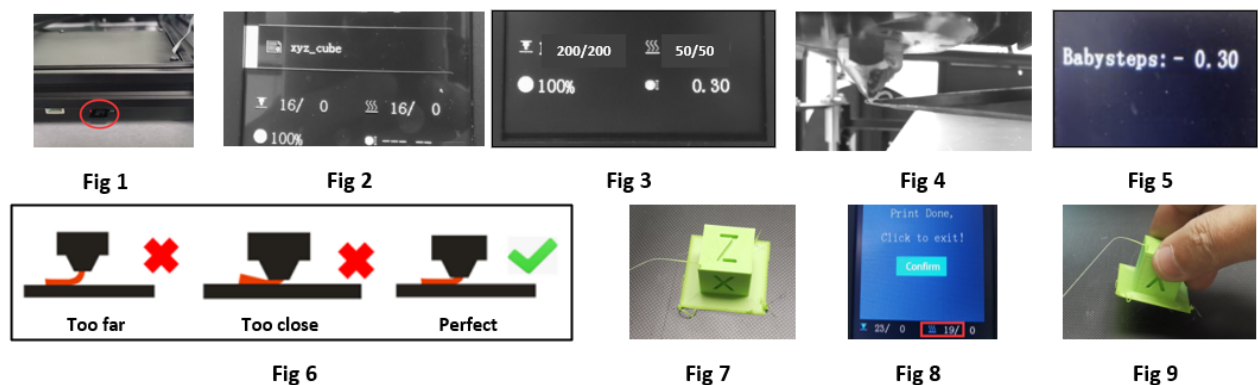 xyz_cube
16/ 0 16/ 0
100%
200/200 50/50
100% 0.30
Babysteps: - 0.30
Fig 1 Fig 2 Fig 3 Fig 4 Fig 5
Too far Too close Perfect
Z
X
Print Done,
Click to exit!
Confirm
23/ 0 19/ 0
X
Fig 6 Fig 7 Fig 8 Fig 9